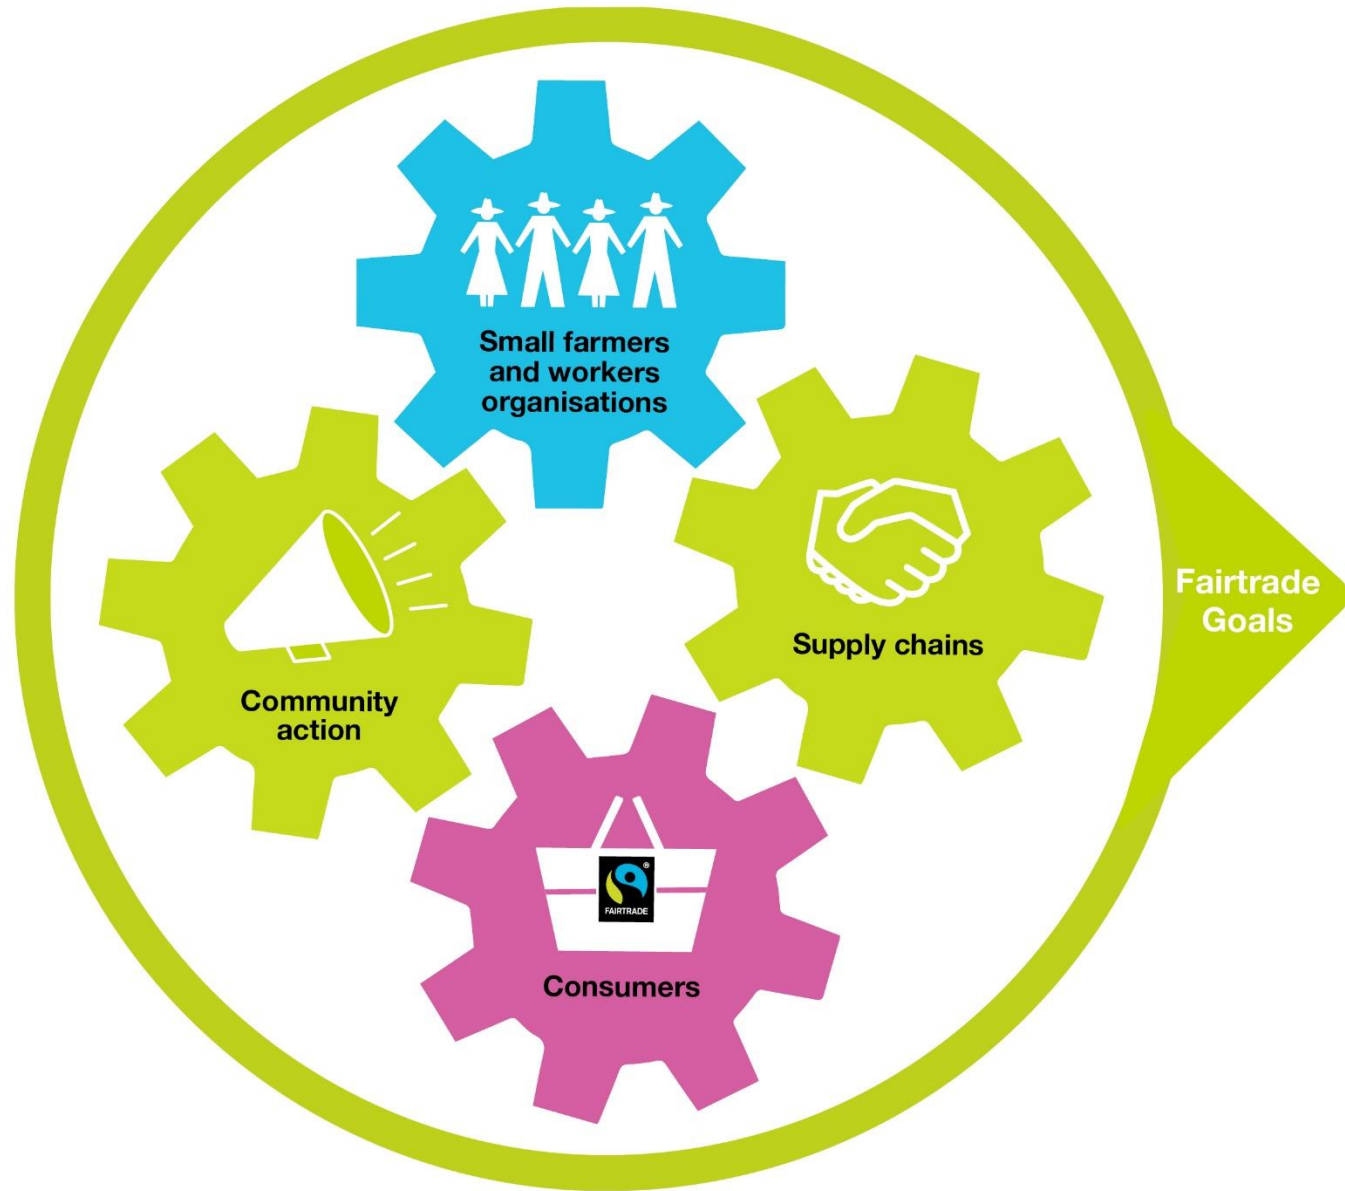 Small farmers
and workers
organisations
Supply chains
Fairtrade
Goals
Community
action
FAIRTRADE
®
Consumers